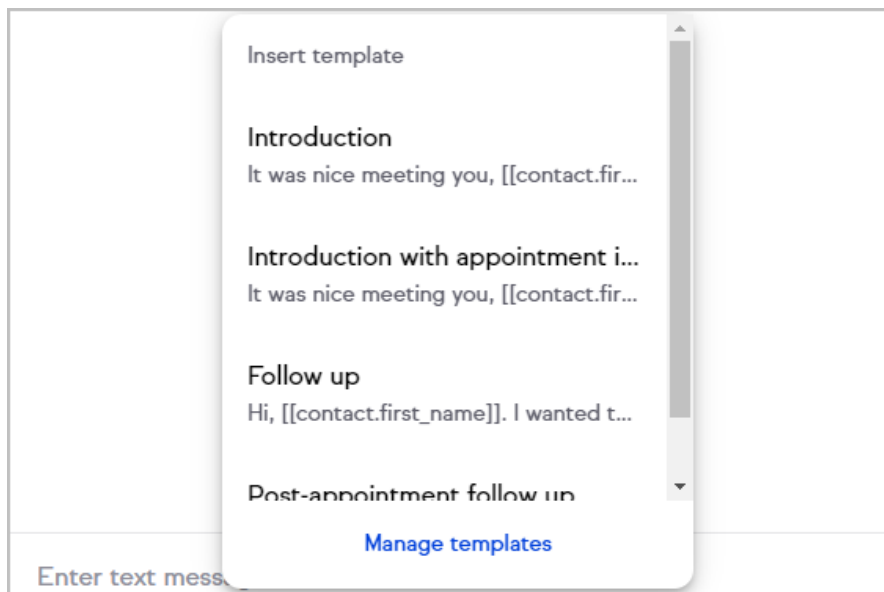 Insert template
Introduction
It was nice meeting you, [[contact.fir...
Introduction with appointment i...
It was nice meeting you, [[contact.fir...
Follow up
Hi, [[contact.first_name]]. I wanted t...
Post-appointment follow up
Manage templates
Enter text